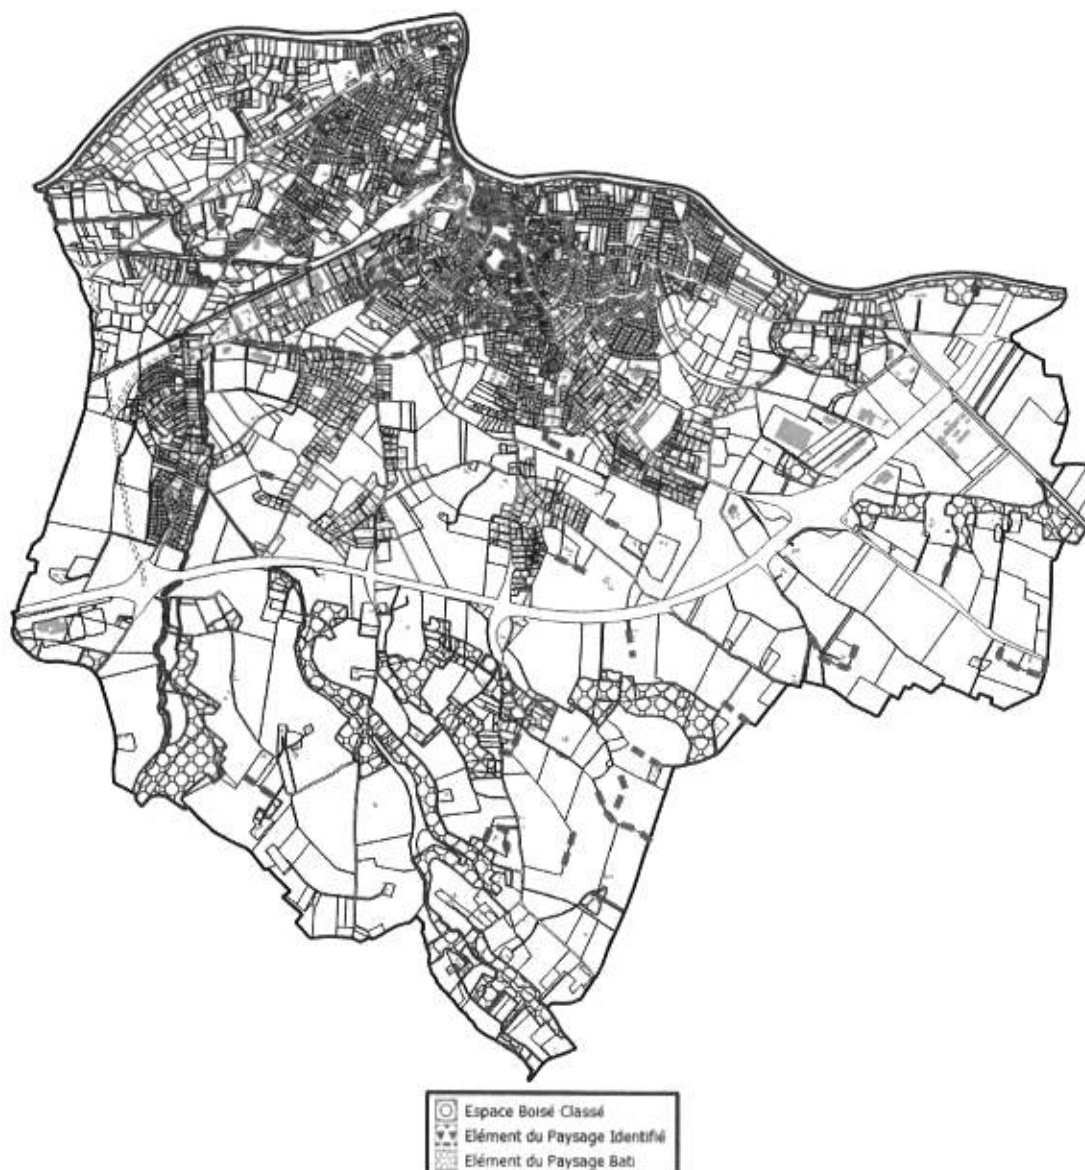 Espace Boisé Classé
Elément du Paysage Identifié
Elément du Paysage Bati